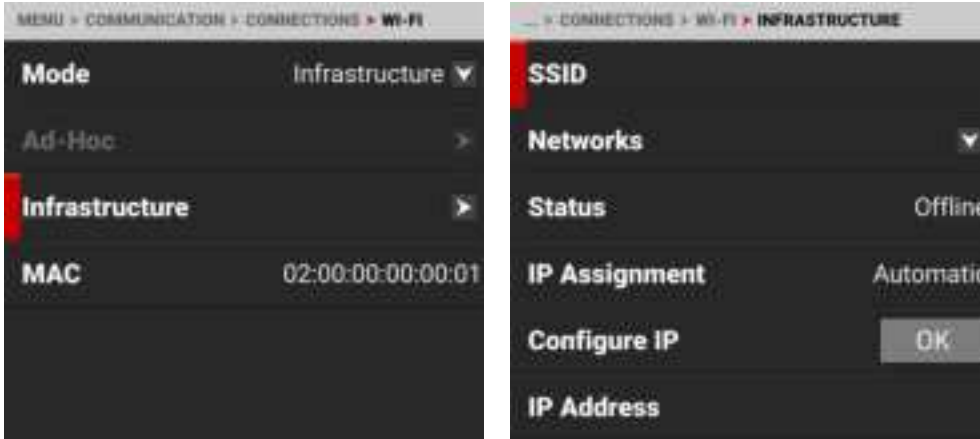 MENU > COMMUNICATION > CONNECTIONS > WI-FI
Mode Infrastructure
Ad-Hoc
Infrastructure
MAC 02:00:00:00:00:01
... > CONNECTIONS > WI-FI > INFRASTRUCTURE
SSID
Networks
Status Offline
IP Assignment Automatic
Configure IP OK
IP Address